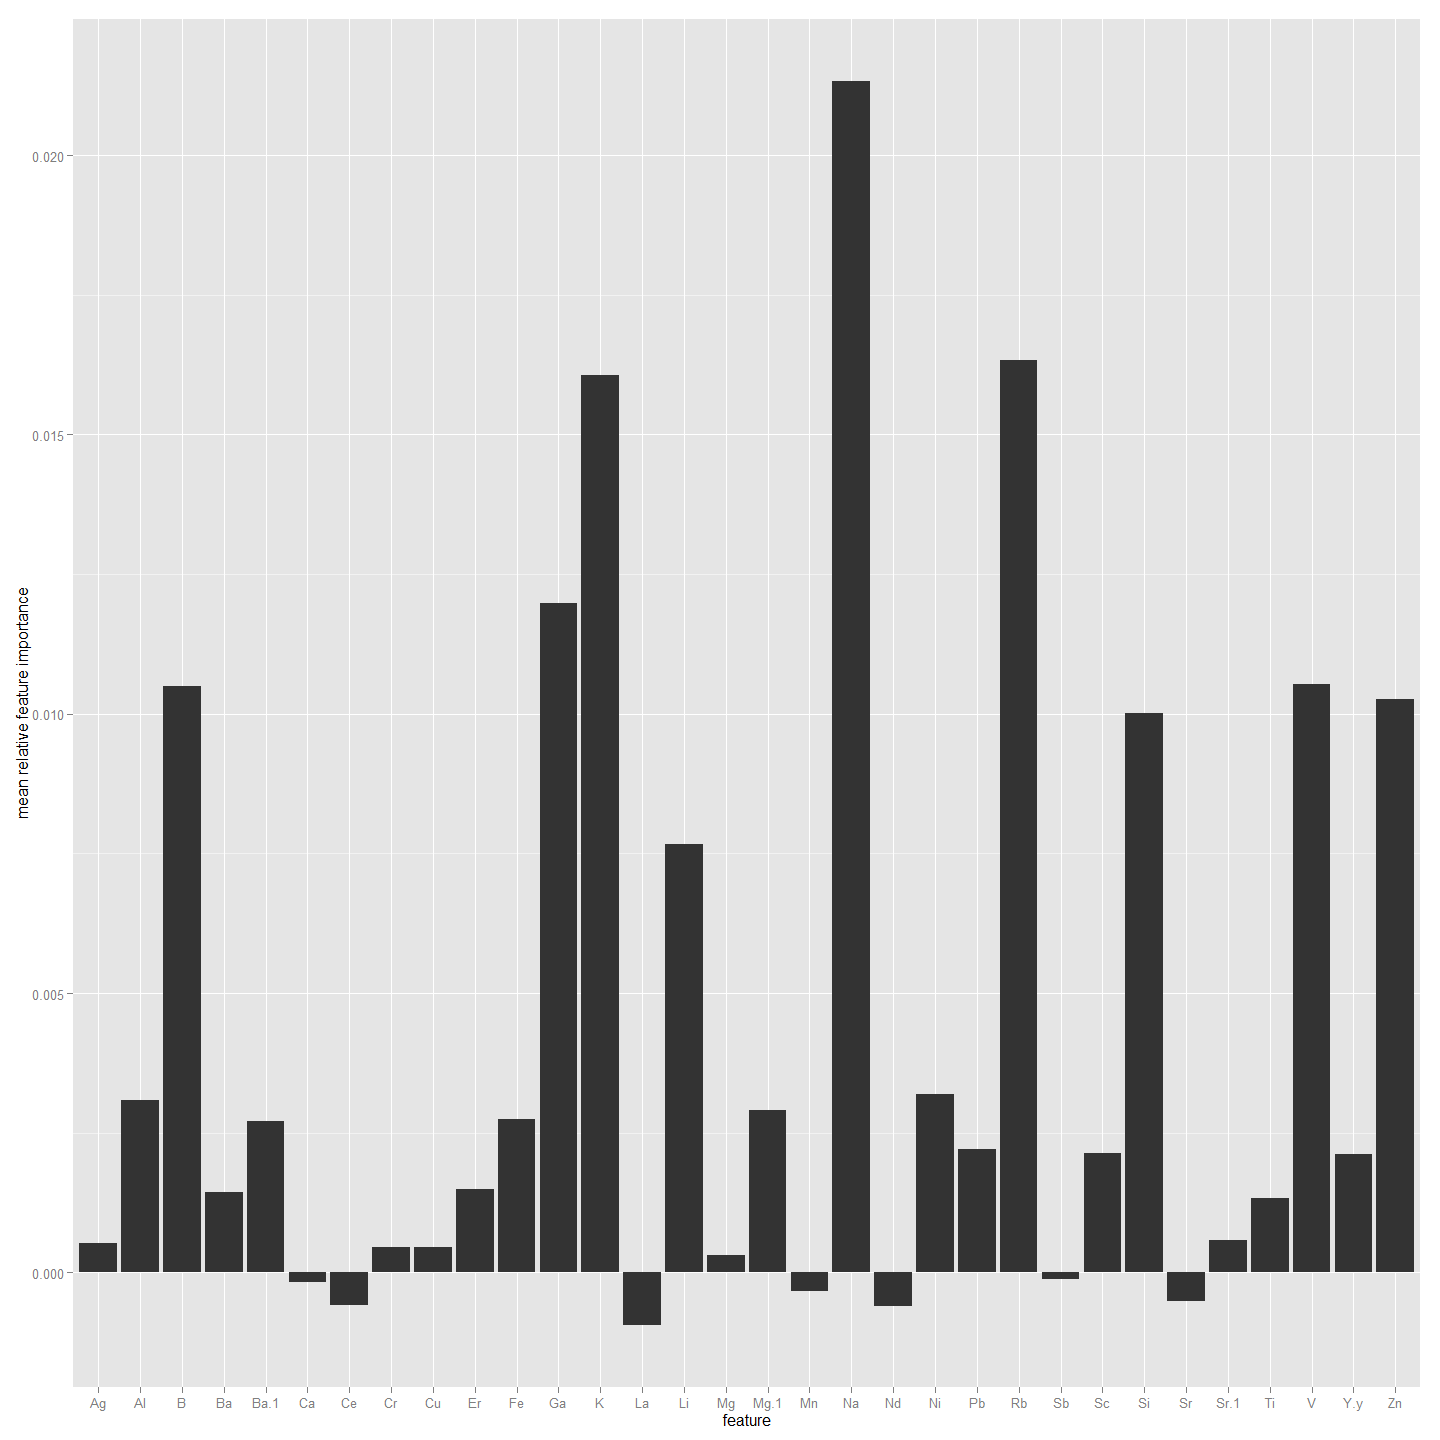 mean relative feature importance
0.020
0.015
0.010
0.005
0.000
Ag Al B Ba Ba.1 Ca Ce Cr Cu Er Fe Ga K La Li Mg Mg.1 Mn Na Nd Ni Pb Rb Sb Sc Si Sr Sr.1 Ti V Y.y Zn
feature